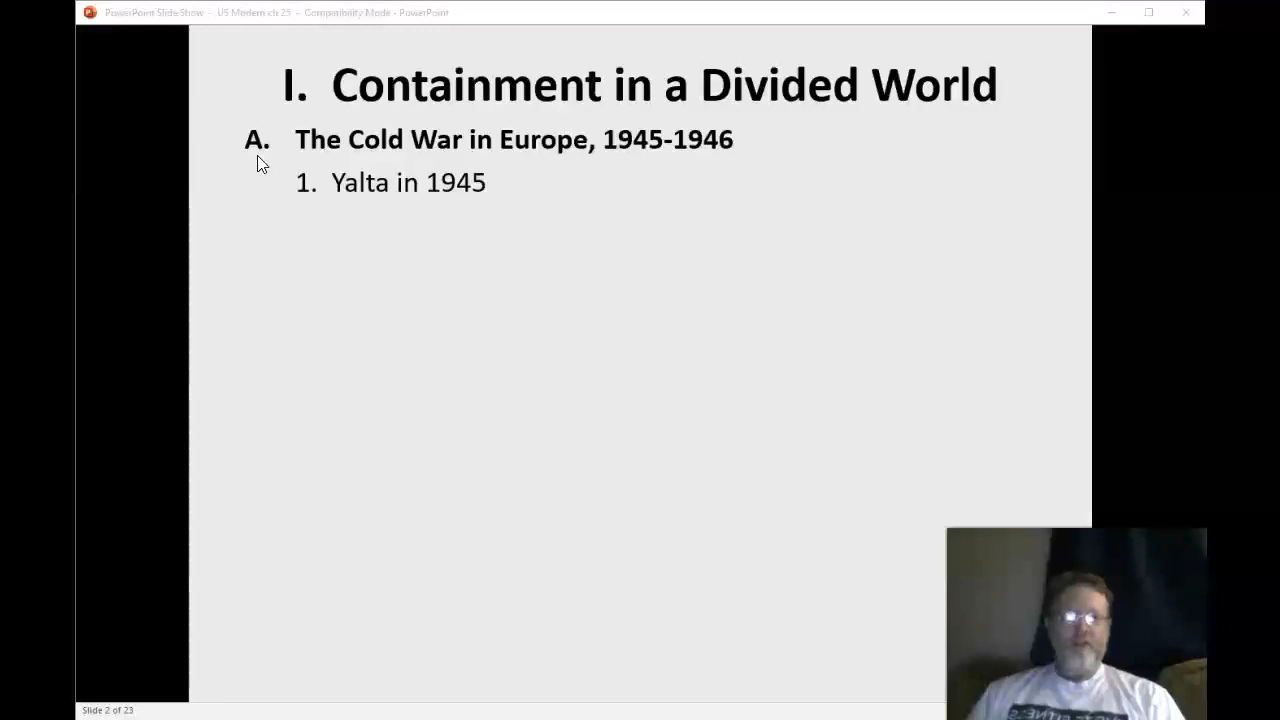 PowerPoint Slide Show - US Modern ch 25 - Compatibility Mode - PowerPoint
I. Containment in a Divided World
A. The Cold War in Europe, 1945-1946
1. Yalta in 1945
Slide 2 of 23